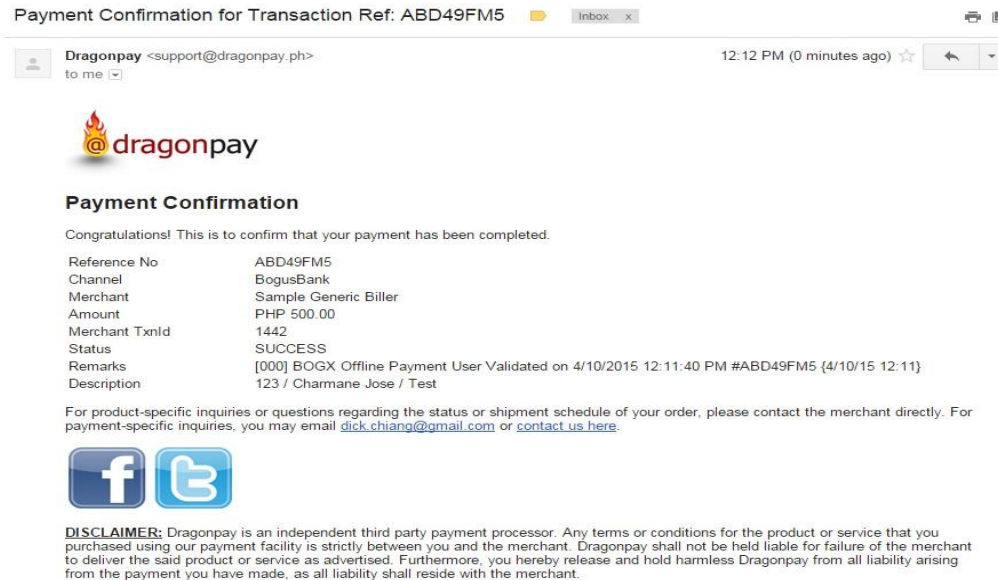 Payment Confirmation for Transaction Ref: ABD49FM5 Inbox x
Dragonpay <support@dragonpay.ph> 12:12 PM (0 minutes ago)
to me
@dragonpay
Payment Confirmation
Congratulations! This is to confirm that your payment has been completed.
Reference No ABD49FM5
Channel BogusBank
Merchant Sample Generic Biller
Amount PHP 500.00
Merchant TxnId 1442
Status SUCCESS
Remarks [000] BOGX Offline Payment User Validated on 4/10/2015 12:11:40 PM #ABD49FM5 {4/10/15 12:11}
Description 123 / Charmane Jose / Test
For product-specific inquiries or questions regarding the status or shipment schedule of your order, please contact the merchant directly. For
payment-specific inquiries, you may email dick.chiang@gmail.com or contact us here.
f t
DISCLAIMER: Dragonpay is an independent third party payment processor. Any terms or conditions for the product or service that you
purchased using our payment facility is strictly between you and the merchant. Dragonpay shall not be held liable for failure of the merchant
to deliver the said product or service as advertised. Furthermore, you hereby release and hold harmless Dragonpay from all liability arising
from the payment you have made, as all liability shall reside with the merchant.